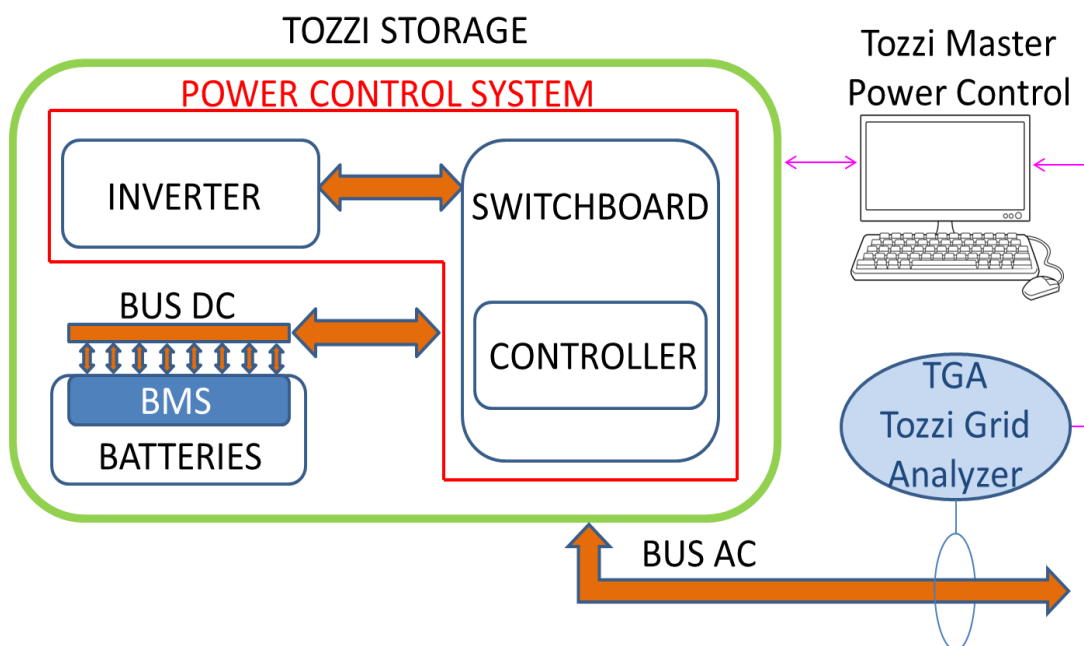 TOZZI STORAGE
POWER CONTROL SYSTEM
INVERTER
SWITCHBOARD
BUS DC
CONTROLLER
BMS
BATTERIES
Tozzi Master
Power Control
TGA
Tozzi Grid
Analyzer
BUS AC